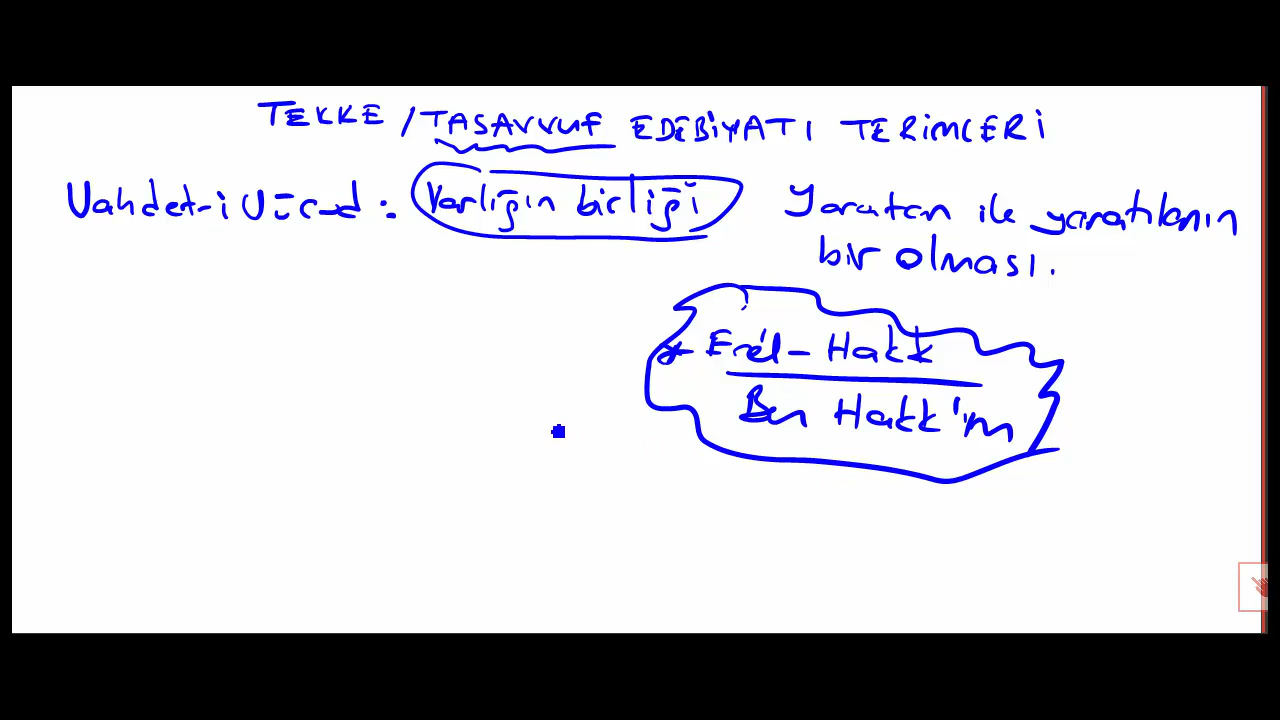 TEKKE / TASAVVUF EDEBİYATI TERİMLERİ
Vahdet-i Vücud : Varlığın birliği Yaratan ile yaratılanın
bir olması.
* Enel-Hakk
Ben Hakk'ım